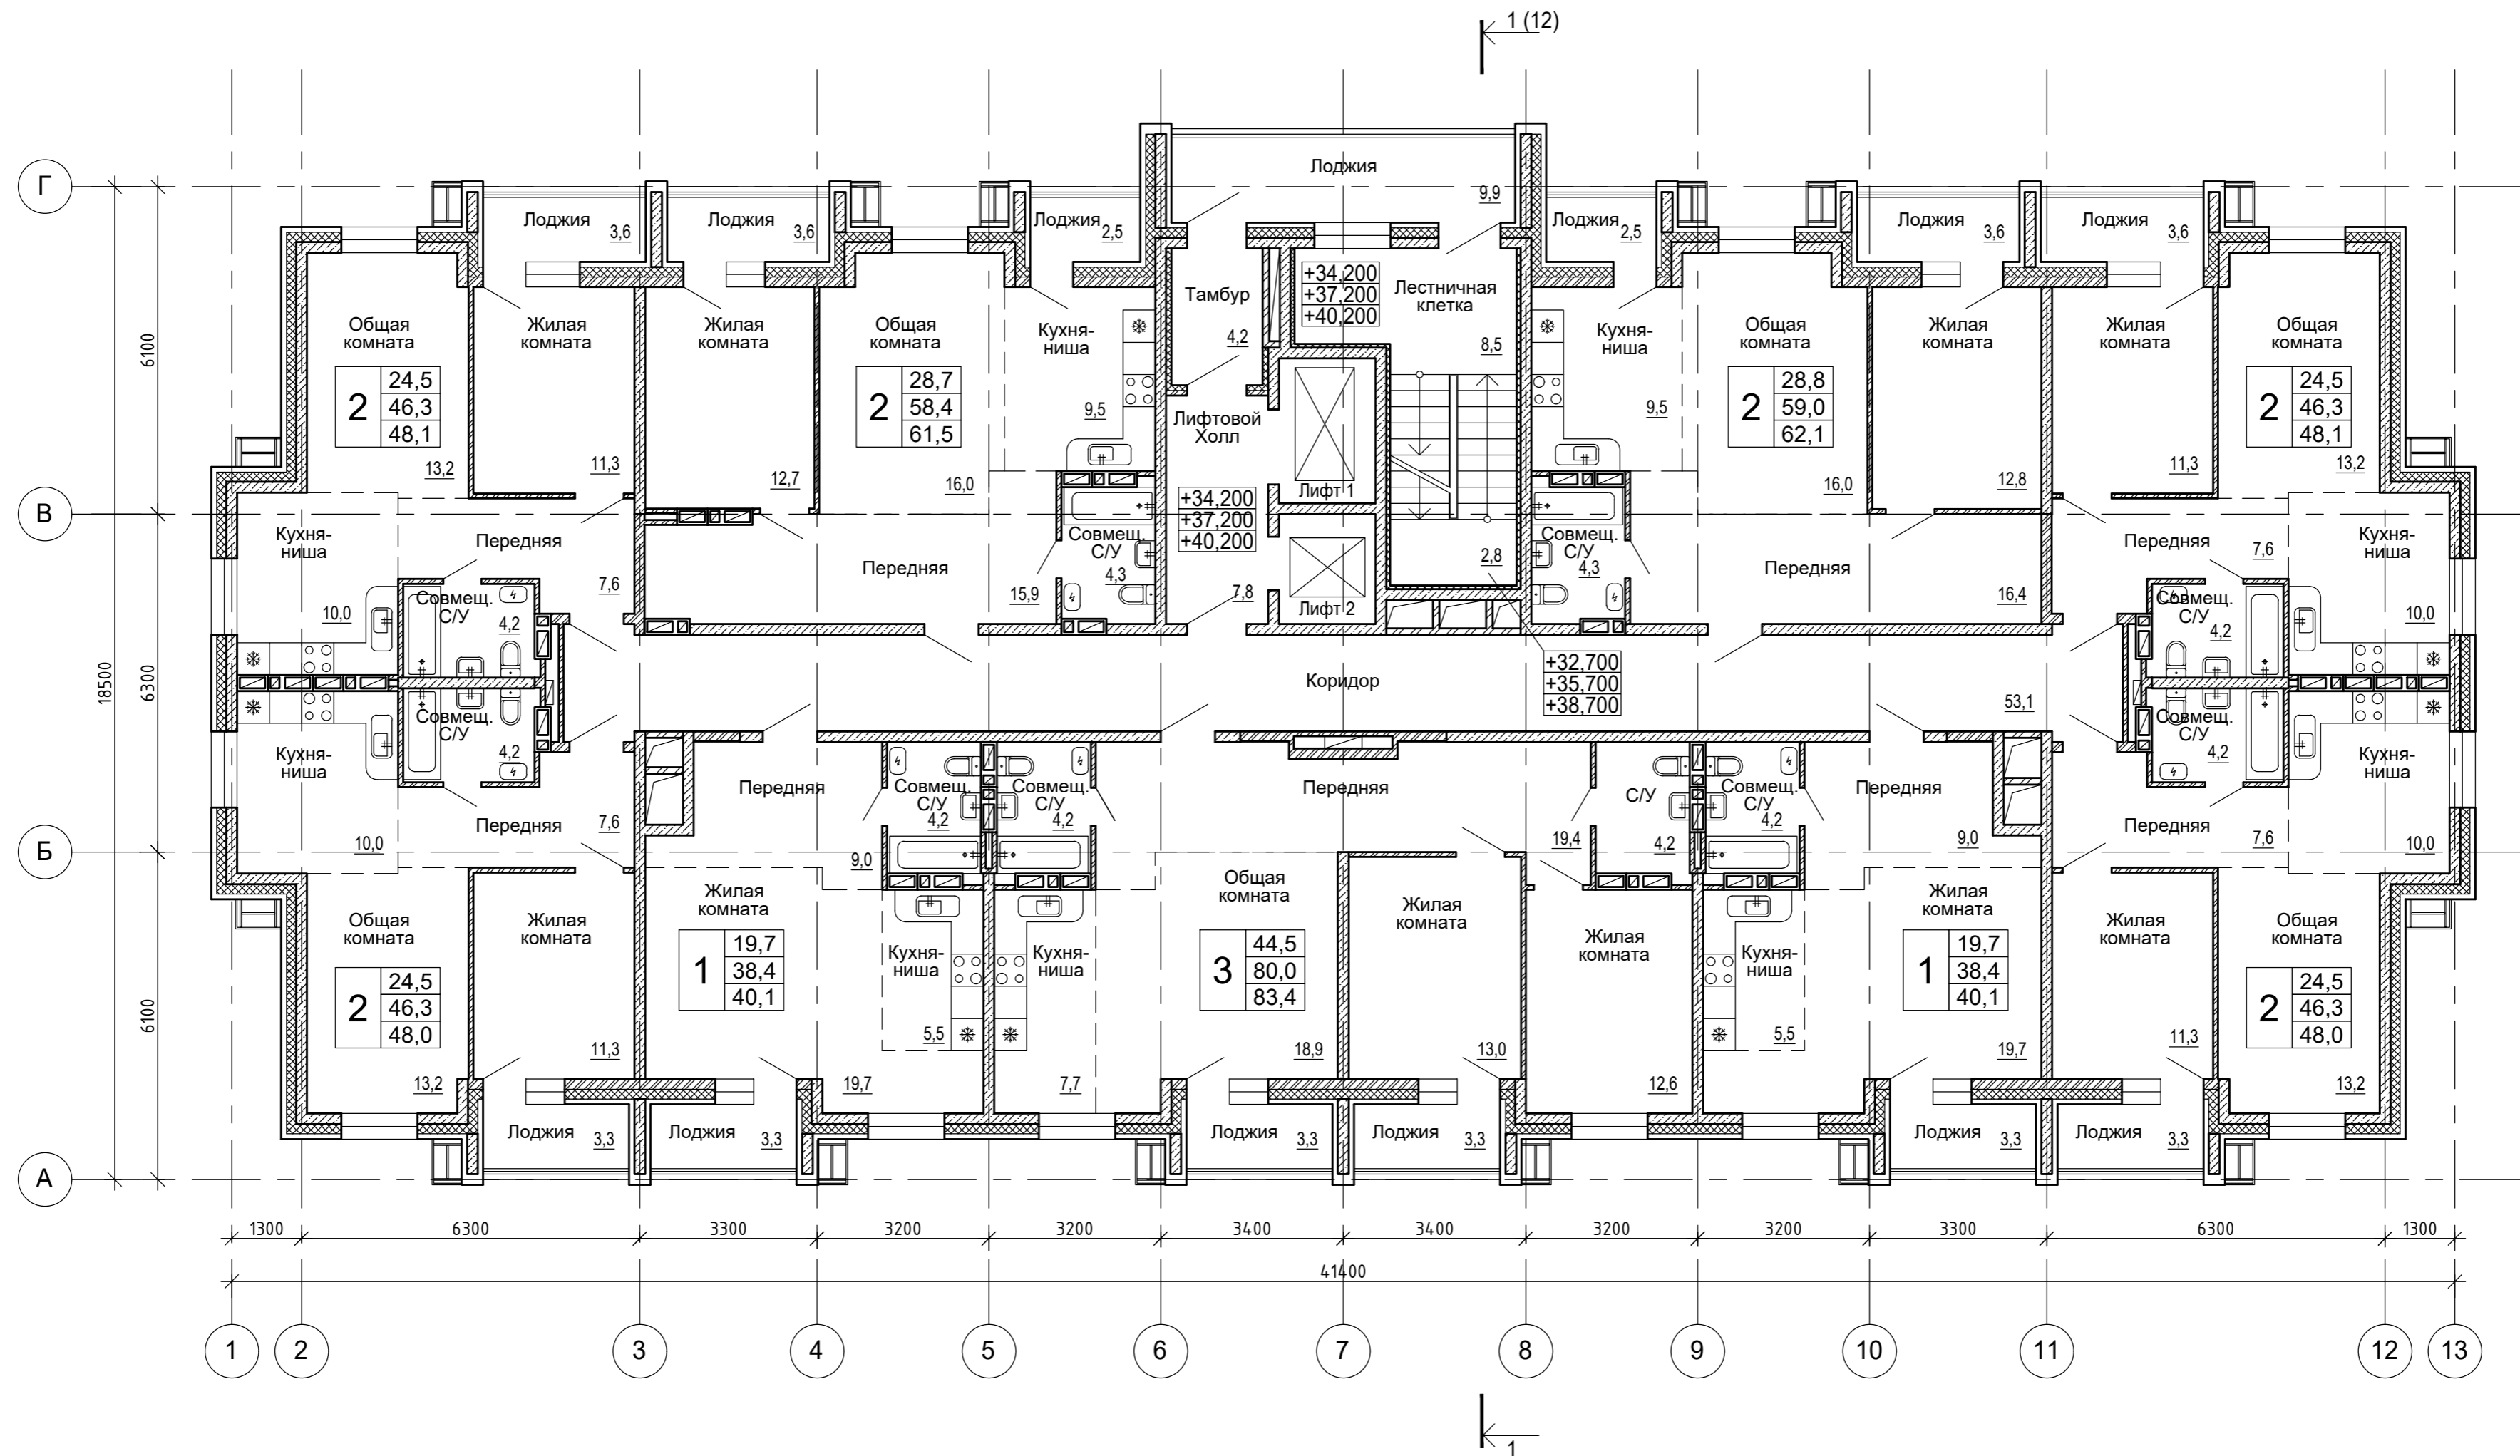 1 (12)
Г
Лоджия
9,9
Лоджия
3,6
Лоджия
3,6
Лоджия
2,5
Лоджия
2,5
Лоджия
3,6
Лоджия
3,6
+34,200
+37,200
+40,200
Тамбур
4,2
Лестничная
клетка
8,5
6100
Общая
комната
2
24,5
46,3
48,1
13,2
Жилая
комната
11,3
Жилая
комната
12,7
Общая
комната
2
28,7
58,4
61,5
16,0
Кухня-
ниша
9,5
Лифтовой
Холл
Лифт 1
Кухня-
ниша
9,5
Общая
комната
2
28,8
59,0
62,1
16,0
Жилая
комната
12,8
Жилая
комната
11,3
Общая
комната
2
24,5
46,3
48,1
13,2
В
Кухня-
ниша
10,0
Передняя
7,6
Совмещ.
С/У
4,2
Передняя
15,9
Совмещ.
С/У
4,3
+34,200
+37,200
+40,200
7,8
Лифт 2
2,8
Совмещ.
С/У
4,3
Передняя
16,4
Передняя
7,6
Совмещ.
С/У
4,2
Кухня-
ниша
10,0
18500
6300
Коридор
+32,700
+35,700
+38,700
53,1
Кухня-
ниша
10,0
Совмещ.
С/У
4,2
Передняя
7,6
Передняя
9,0
Совмещ.
С/У
4,2
Совмещ.
С/У
4,2
Передняя
19,4
С/У
4,2
Совмещ.
С/У
4,2
Передняя
9,0
Совмещ.
С/У
4,2
Передняя
7,6
Кухня-
ниша
10,0
Б
6100
Общая
комната
2
24,5
46,3
48,0
13,2
Жилая
комната
11,3
Жилая
комната
1
19,7
38,4
40,1
19,7
Кухня-
ниша
5,5
Кухня-
ниша
7,7
Общая
комната
3
44,5
80,0
83,4
18,9
Жилая
комната
13,0
Жилая
комната
12,6
Кухня-
ниша
5,5
Жилая
комната
1
19,7
38,4
40,1
19,7
Жилая
комната
11,3
Общая
комната
2
24,5
46,3
48,0
13,2
Лоджия
3,3
Лоджия
3,3
Лоджия
3,3
Лоджия
3,3
Лоджия
3,3
Лоджия
3,3
А
1300 6300 3300 3200 3200 3400 3400 3200 3200 3300 6300 1300
41400
1 2 3 4 5 6 7 8 9 10 11 12 13
1